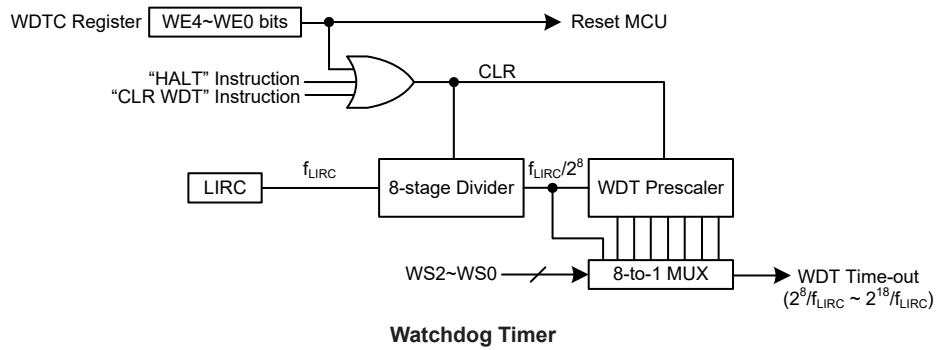 WDTC Register WE4~WE0 bits Reset MCU
“HALT” Instruction
“CLR WDT” Instruction
CLR
fLIRC
fLIRC/2⁸
LIRC
8-stage Divider
WDT Prescaler
WS2~WS0
8-to-1 MUX
WDT Time-out
(2⁸/fLIRC ~ 2¹⁸/fLIRC)
Watchdog Timer